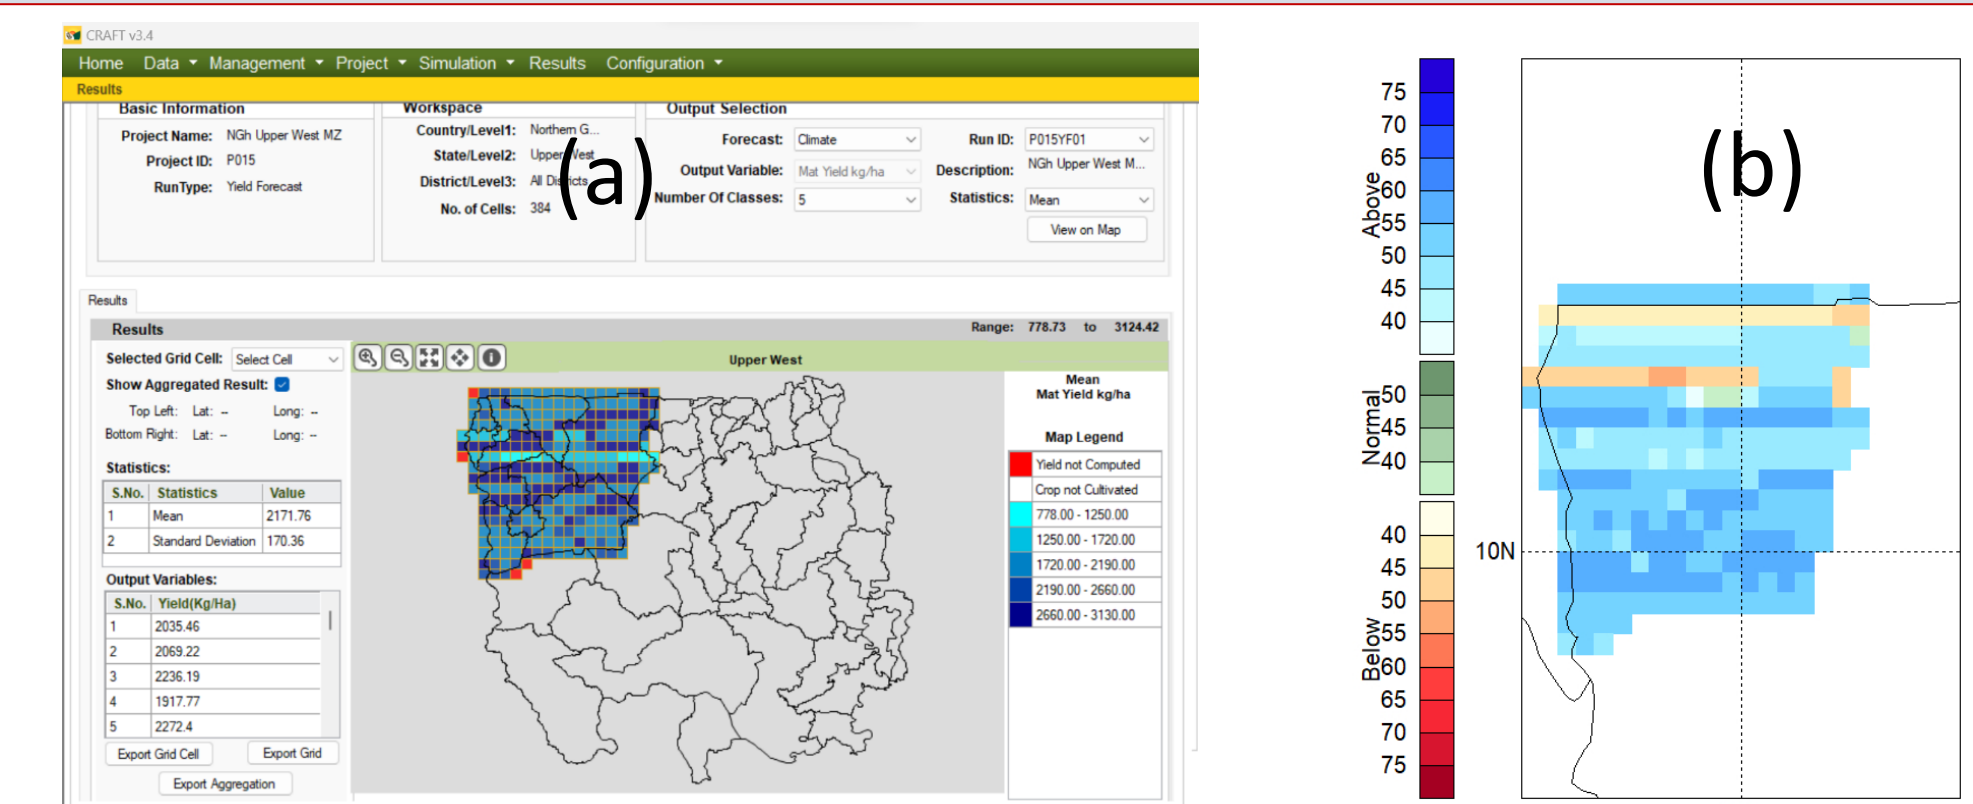 CRAFT v3.4
Home Data Management Project Simulation Results Configuration
Results
Basic Information
Project Name: NGh Upper West MZ
Project ID: P015
RunType: Yield Forecast
Workspace
Country/Level1: Northern G...
State/Level2: Upper West
District/Level3: All Districts
No. of Cells: 384
(a)
Output Selection
Forecast: Climate
Run ID: P015YF01
Output Variable: Mat Yield kg/ha
Description: NGh Upper West M...
Number Of Classes: 5
Statistics: Mean
View on Map
Results
Results
Range: 778.73 to 3124.42
Selected Grid Cell: Select Cell
Show Aggregated Result:
Top Left: Lat: -- Long: --
Bottom Right: Lat: -- Long: --
Statistics:
S.No. Statistics Value
1 Mean 2171.76
2 Standard Deviation 170.36
Output Variables:
S.No. Yield(Kg/Ha)
1 2035.46
2 2069.22
3 2236.19
4 1917.77
5 2272.4
Export Grid Cell Export Grid
Export Aggregation
Upper West
Mean
Mat Yield kg/ha
Map Legend
Yield not Computed
Crop not Cultivated
778.00 - 1250.00
1250.00 - 1720.00
1720.00 - 2190.00
2190.00 - 2660.00
2660.00 - 3130.00
(b)
Above
75
70
65
60
55
50
45
40
Normal
50
45
40
Below
40
45
50
55
60
65
70
75
10N